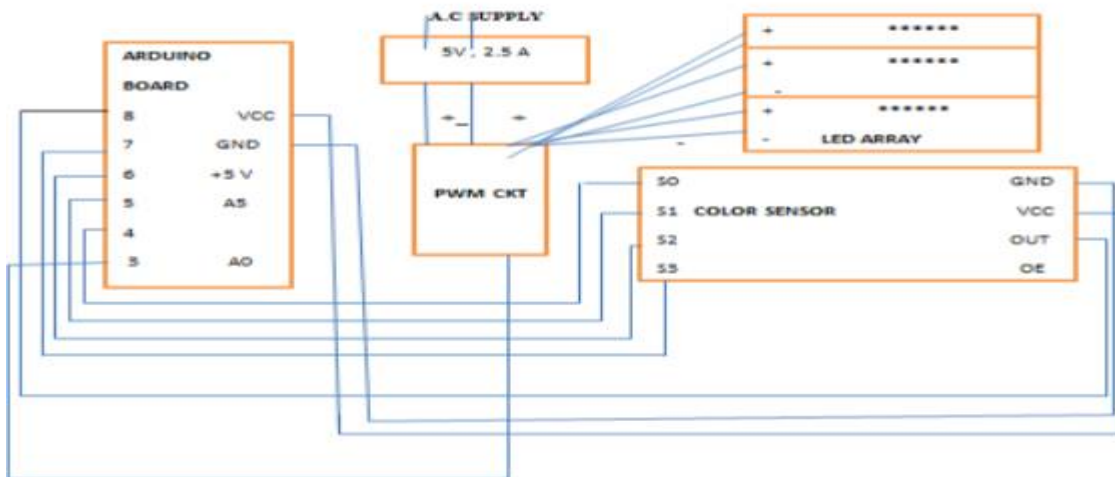 A.C SUPPLY
5V , 2.5 A
ARDUINO
BOARD
8 VCC
7 GND
6 +5 V
5 A5
4
3 A0
+ - +
PWM CKT
+ ******
+ ******
-
+ ******
- LED ARRAY
-
S0 GND
S1 COLOR SENSOR VCC
S2 OUT
S3 OE